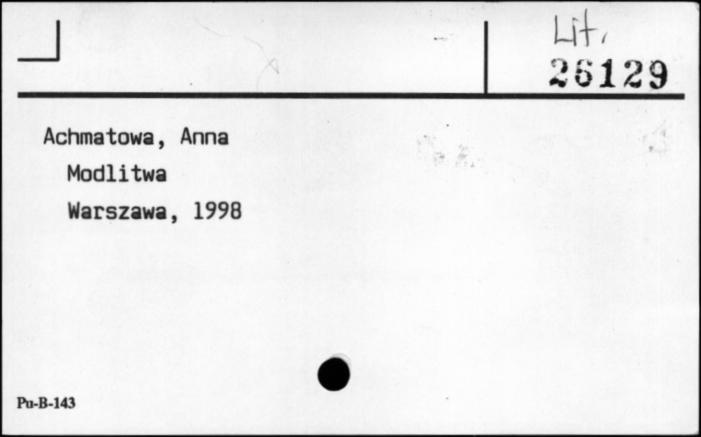 Lit.
26129
Achmatowa, Anna
Modlitwa
Warszawa, 1998
Pu-B-143